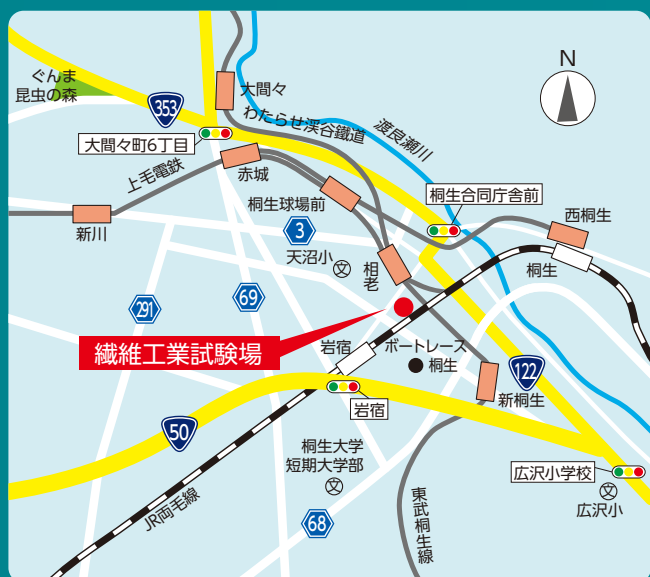 ぐんま
昆虫の森
353
大間々
わたらせ渓谷鐵道
渡良瀬川
N
大間々町6丁目
上毛電鉄
赤城
桐生球場前
桐生合同庁舎前
西桐生
新川
3
天沼小
文
相老
桐生
291
69
繊維工業試験場
岩宿
ボートレース
桐生
122
新桐生
岩宿
50
桐生大学
短期大学部
文
広沢小学校
文
広沢小
JR両毛線
68
東武桐生線